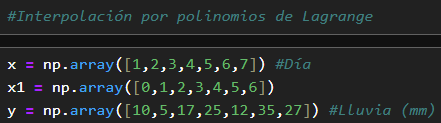 #Interpolación por polinomios de Lagrange
x = np.array([1,2,3,4,5,6,7]) #Día
x1 = np.array([0,1,2,3,4,5,6])
y = np.array([10,5,17,25,12,35,27]) #Lluvia (mm)